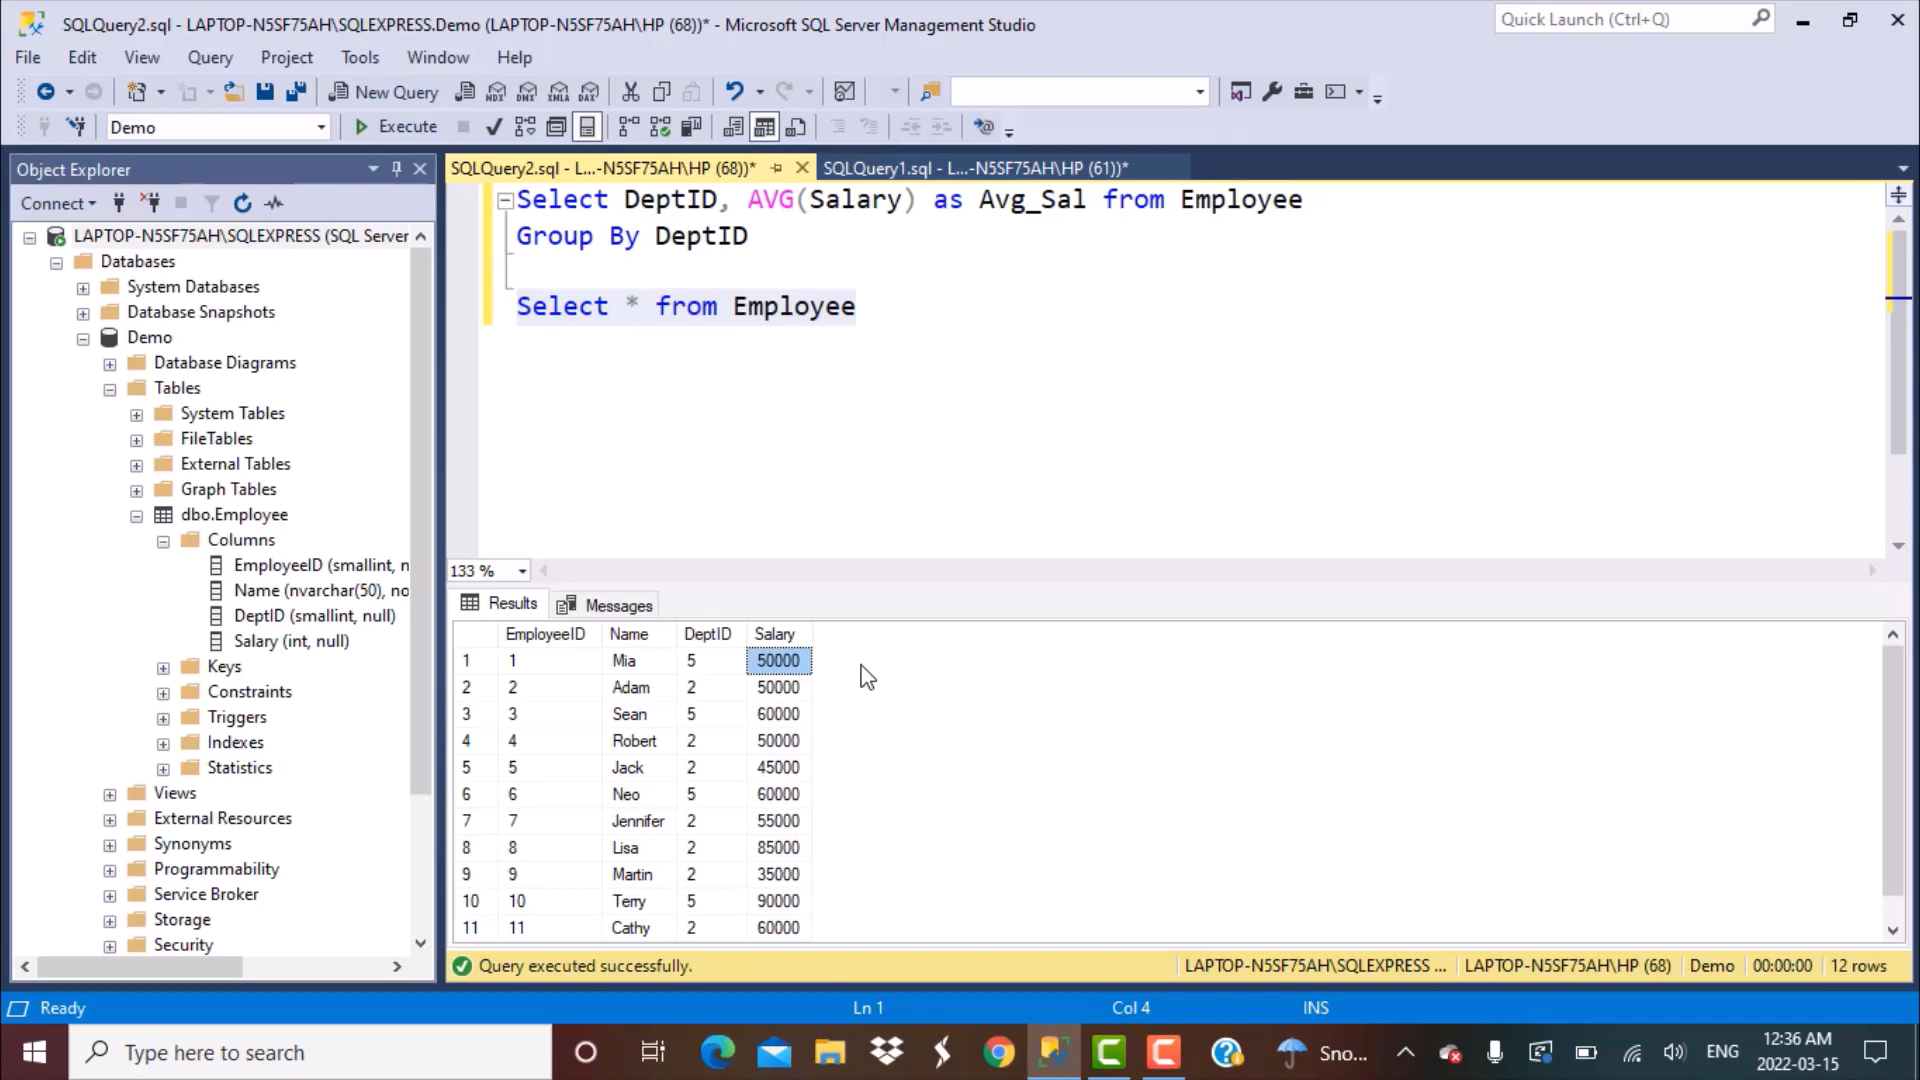 SQLQuery2.sql - LAPTOP-N5SF75AH\SQLEXPRESS.Demo (LAPTOP-N5SF75AH\HP (68))* - Microsoft SQL Server Management Studio
Quick Launch (Ctrl+Q)
File Edit View Query Project Tools Window Help
New Query MDX DMX XMLA DAX
Demo Execute
Object Explorer
Connect
LAPTOP-N5SF75AH\SQLEXPRESS (SQL Server
Databases
System Databases
Database Snapshots
Demo
Database Diagrams
Tables
System Tables
FileTables
External Tables
Graph Tables
dbo.Employee
Columns
EmployeeID (smallint, n
Name (nvarchar(50), no
DeptID (smallint, null)
Salary (int, null)
Keys
Constraints
Triggers
Indexes
Statistics
Views
External Resources
Synonyms
Programmability
Service Broker
Storage
Security
SQLQuery2.sql - L...-N5SF75AH\HP (68))* SQLQuery1.sql - L...-N5SF75AH\HP (61))*
Select DeptID, AVG(Salary) as Avg_Sal from Employee
Group By DeptID
Select * from Employee
133 %
Results Messages
EmployeeID Name DeptID Salary
1 1 Mia 5 50000
2 2 Adam 2 50000
3 3 Sean 5 60000
4 4 Robert 2 50000
5 5 Jack 2 45000
6 6 Neo 5 60000
7 7 Jennifer 2 55000
8 8 Lisa 2 85000
9 9 Martin 2 35000
10 10 Terry 5 90000
11 11 Cathy 2 60000
Query executed successfully. LAPTOP-N5SF75AH\SQLEXPRESS ... LAPTOP-N5SF75AH\HP (68) Demo 00:00:00 12 rows
Ready Ln 1 Col 4 INS
Type here to search Sno... ENG 12:36 AM
2022-03-15